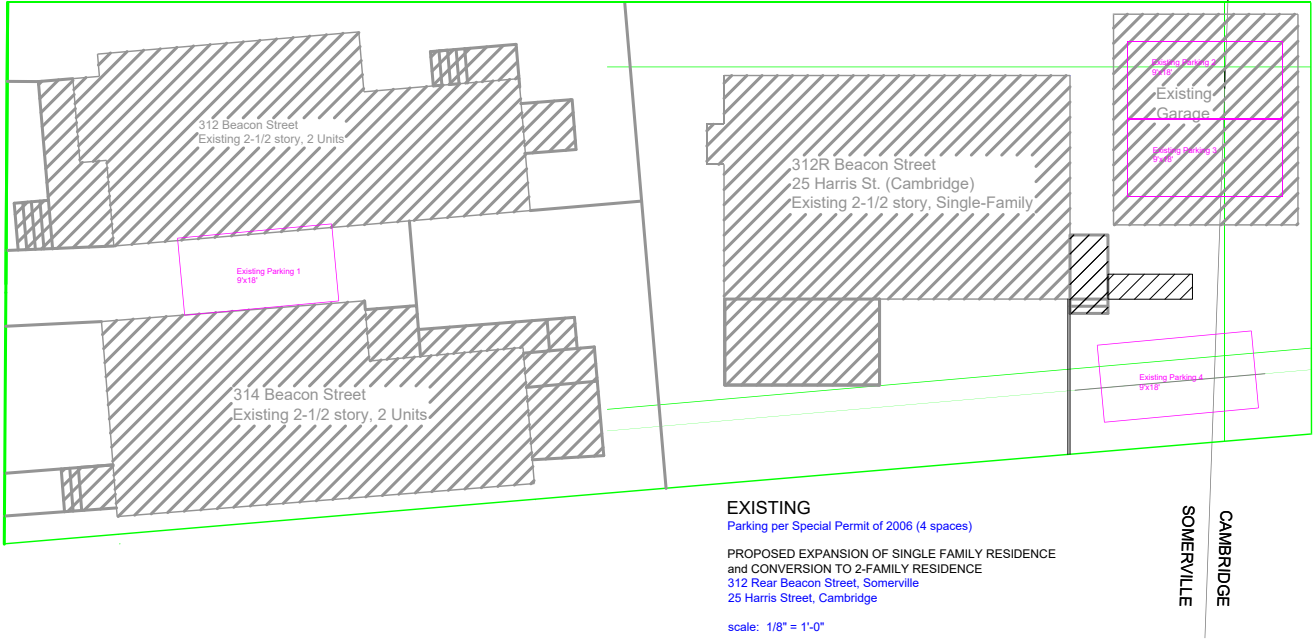 312 Beacon Street
Existing 2-1/2 story, 2 Units
Existing Parking 2
9'x18'
Existing
Garage
Existing Parking 3
9'x18'
312R Beacon Street
25 Harris St. (Cambridge)
Existing 2-1/2 story, Single-Family
Existing Parking 1
9'x18'
314 Beacon Street
Existing 2-1/2 story, 2 Units
Existing Parking 4
9'x18'
EXISTING
Parking per Special Permit of 2006 (4 spaces)
PROPOSED EXPANSION OF SINGLE FAMILY RESIDENCE
and CONVERSION TO 2-FAMILY RESIDENCE
312 Rear Beacon Street, Somerville
25 Harris Street, Cambridge
scale: 1/8" = 1'-0"
SOMERVILLE
CAMBRIDGE